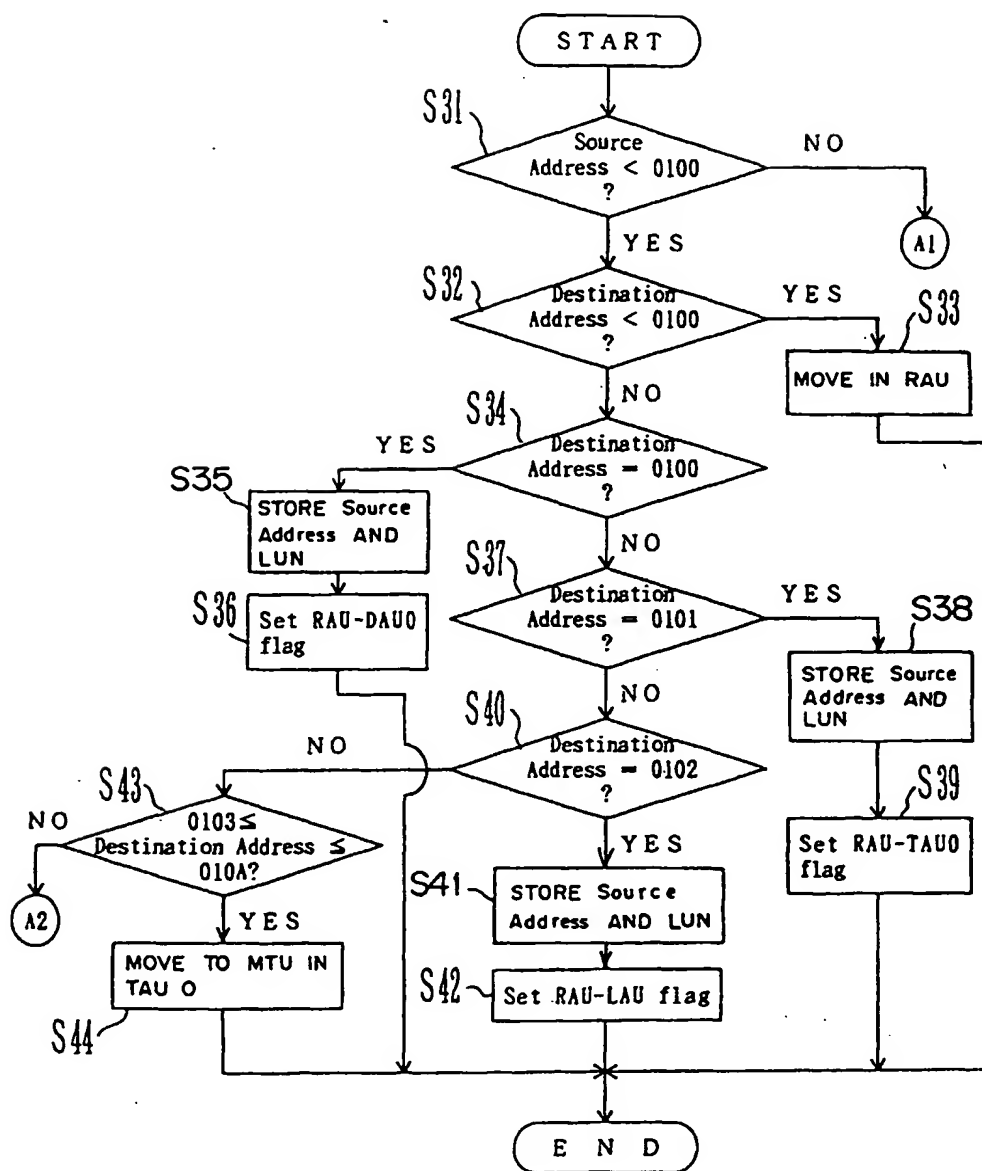 START
S31
Source
Address < 0100
?
NO
A1
YES
S32
Destination
Address < 0100
?
YES
S33
MOVE IN RAU
NO
S34
Destination
Address = 0100
?
YES
S35
STORE Source
Address AND
LUN
NO
S36
Set RAU-DAU0
flag
S37
Destination
Address = 0101
?
YES
S38
STORE Source
Address AND
LUN
NO
S40
Destination
Address = 0102
?
NO
S39
Set RAU-TAU0
flag
S43
0103≤
Destination Address ≤
010A?
NO
A2
YES
S41
STORE Source
Address AND LUN
YES
MOVE TO MTU IN
TAU 0
S44
S42
Set RAU-LAU flag
END